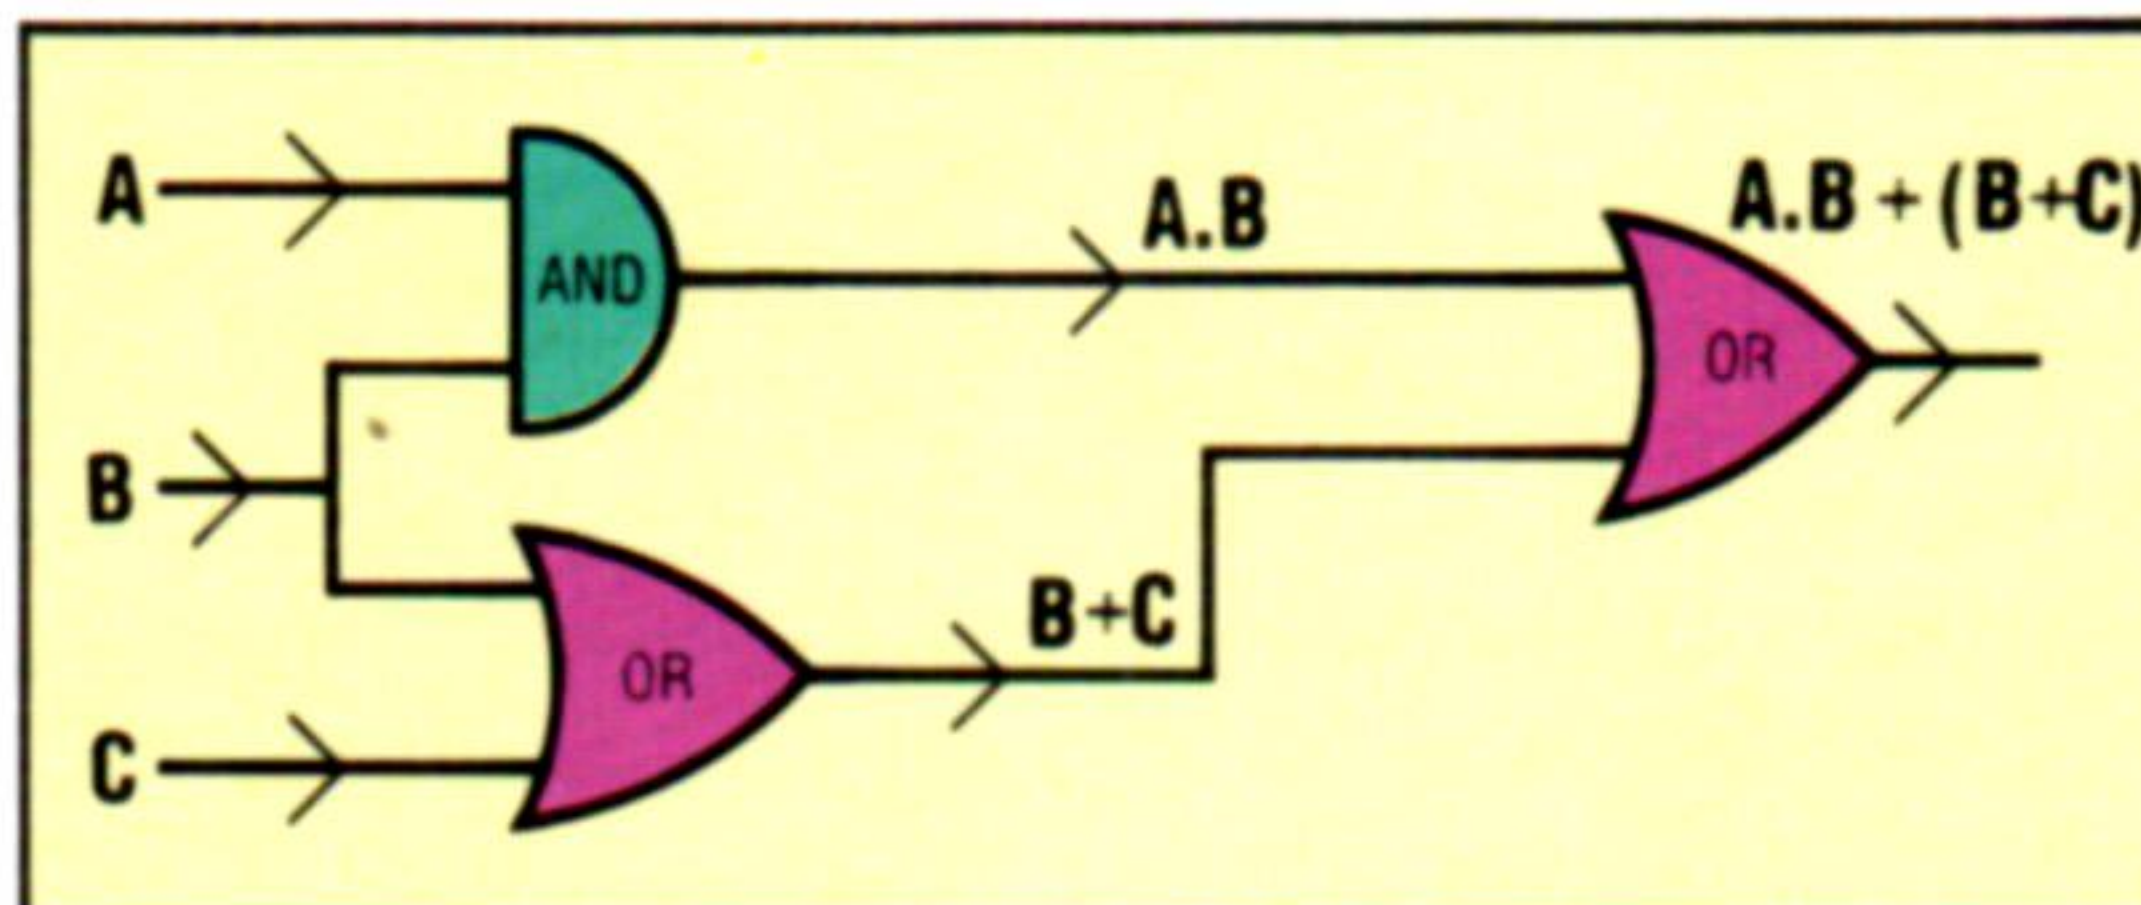 A
AND
A.B
A.B + (B+C)
OR
B
B+C
OR
C